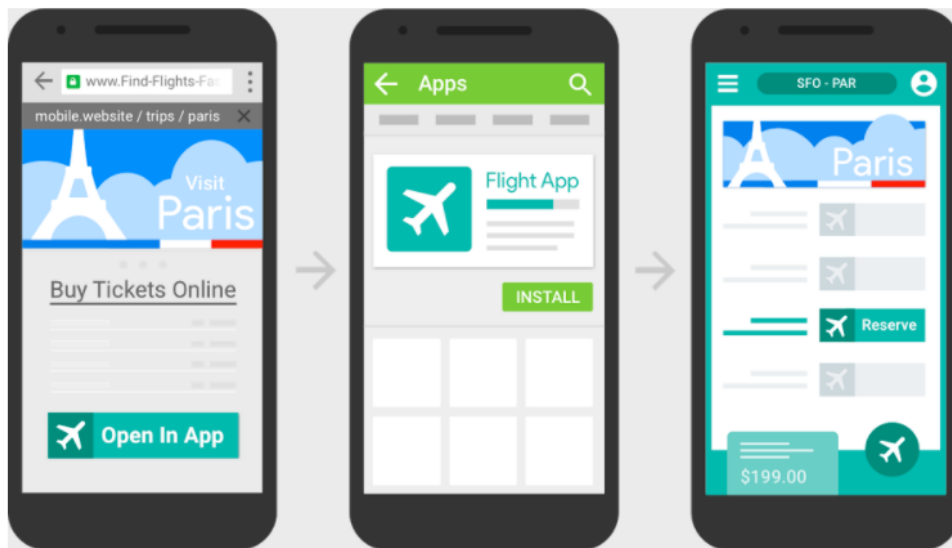 www.Find-Flights-Fas
mobile.website / trips / paris
Visit
Paris
Buy Tickets Online
Open In App
Apps
Flight App
INSTALL
SFO - PAR
Paris
Reserve
$199.00